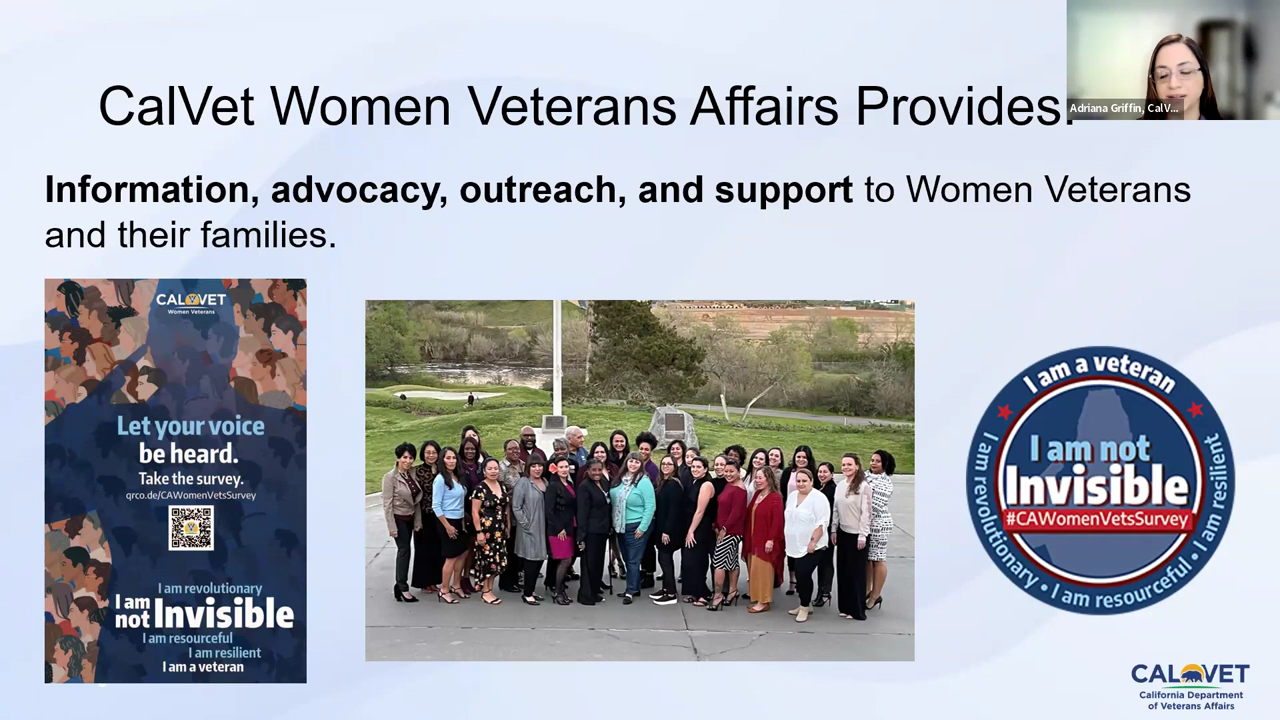 CalVet Women Veterans Affairs Provides:
Adriana Griffin, CalV...
Information, advocacy, outreach, and support to Women Veterans
and their families.
CALVET
Women Veterans
Let your voice
be heard.
Take the survey.
qrco.de/CAWomenVetsSurvey
I am revolutionary
I am
not Invisible
I am resourceful
I am resilient
I am a veteran
I am a veteran
I am not
Invisible
#CAWomenVetsSurvey
I am revolutionary • I am resourceful • I am resilient
CALVET
California Department
of Veterans Affairs